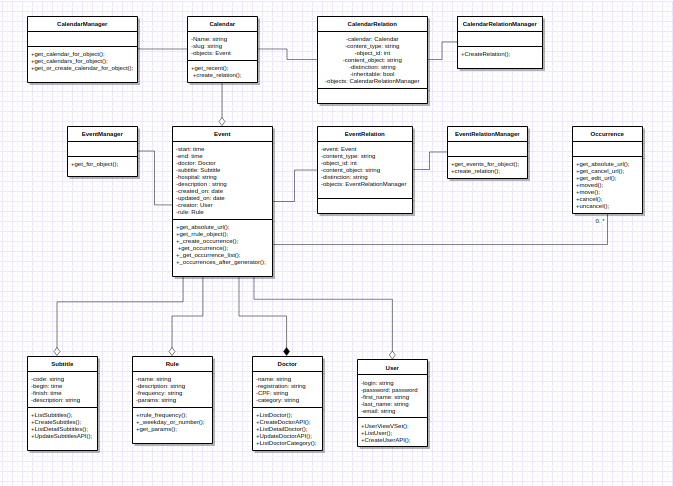 CalendarManager
+get_calendar_for_object();
+get_calendars_for_object();
+get_or_create_calendar_for_object();
Calendar
-Name: string
-slug: string
-objects: Event
+get_recent();
+create_relation();
CalendarRelation
-calendar: Calendar
-content_type: string
-object_id: int
-content_object: string
-distinction: string
-inheritable: bool
-objects: CalendarRelationManager
CalendarRelationManager
+CreateRelation();
EventManager
+get_for_object();
Event
-start: time
-end: time
-doctor: Doctor
-subtitle: Subtitle
-hospital: string
-description : string
-created_on: date
-updated_on: date
-creator: User
-rule: Rule
+get_absolute_url();
+get_rrule_object();
+_create_occurrence();
+get_occurrence();
+_get_occurrence_list();
+_occurrences_after_generator();
EventRelation
-event: Event
-content_type: string
-object_id: int
-content_object: string
-distinction: string
-objects: EventRelationManager
EventRelationManager
+get_events_for_object();
+create_relation();
Occurrence
+get_absolute_url();
+get_cancel_url();
+get_edit_url();
+moved();
+move();
+cancel();
+uncancel();
0..*
Subtitle
-code: string
-begin: time
-finish: time
-description: string
+ListSubtitles();
+CreateSubtitles();
+ListDetailSubtitles();
+UpdateSubtitlesAPI();
Rule
-name: string
-description: string
-frequency: string
-params: string
+rrule_frequency();
+_weekday_or_number();
+get_params();
Doctor
-name: string
-registration: string
-CPF: string
-category: string
+ListDoctor();
+CreateDoctorAPI();
+ListDetailDoctor();
+UpdateDoctorAPI();
+ListDoctorCategory();
User
-login: string
-password: password
-first_name: string
-last_name: string
-email: string
+UserViewVSet();
+ListUser();
+CreateUserAPI();